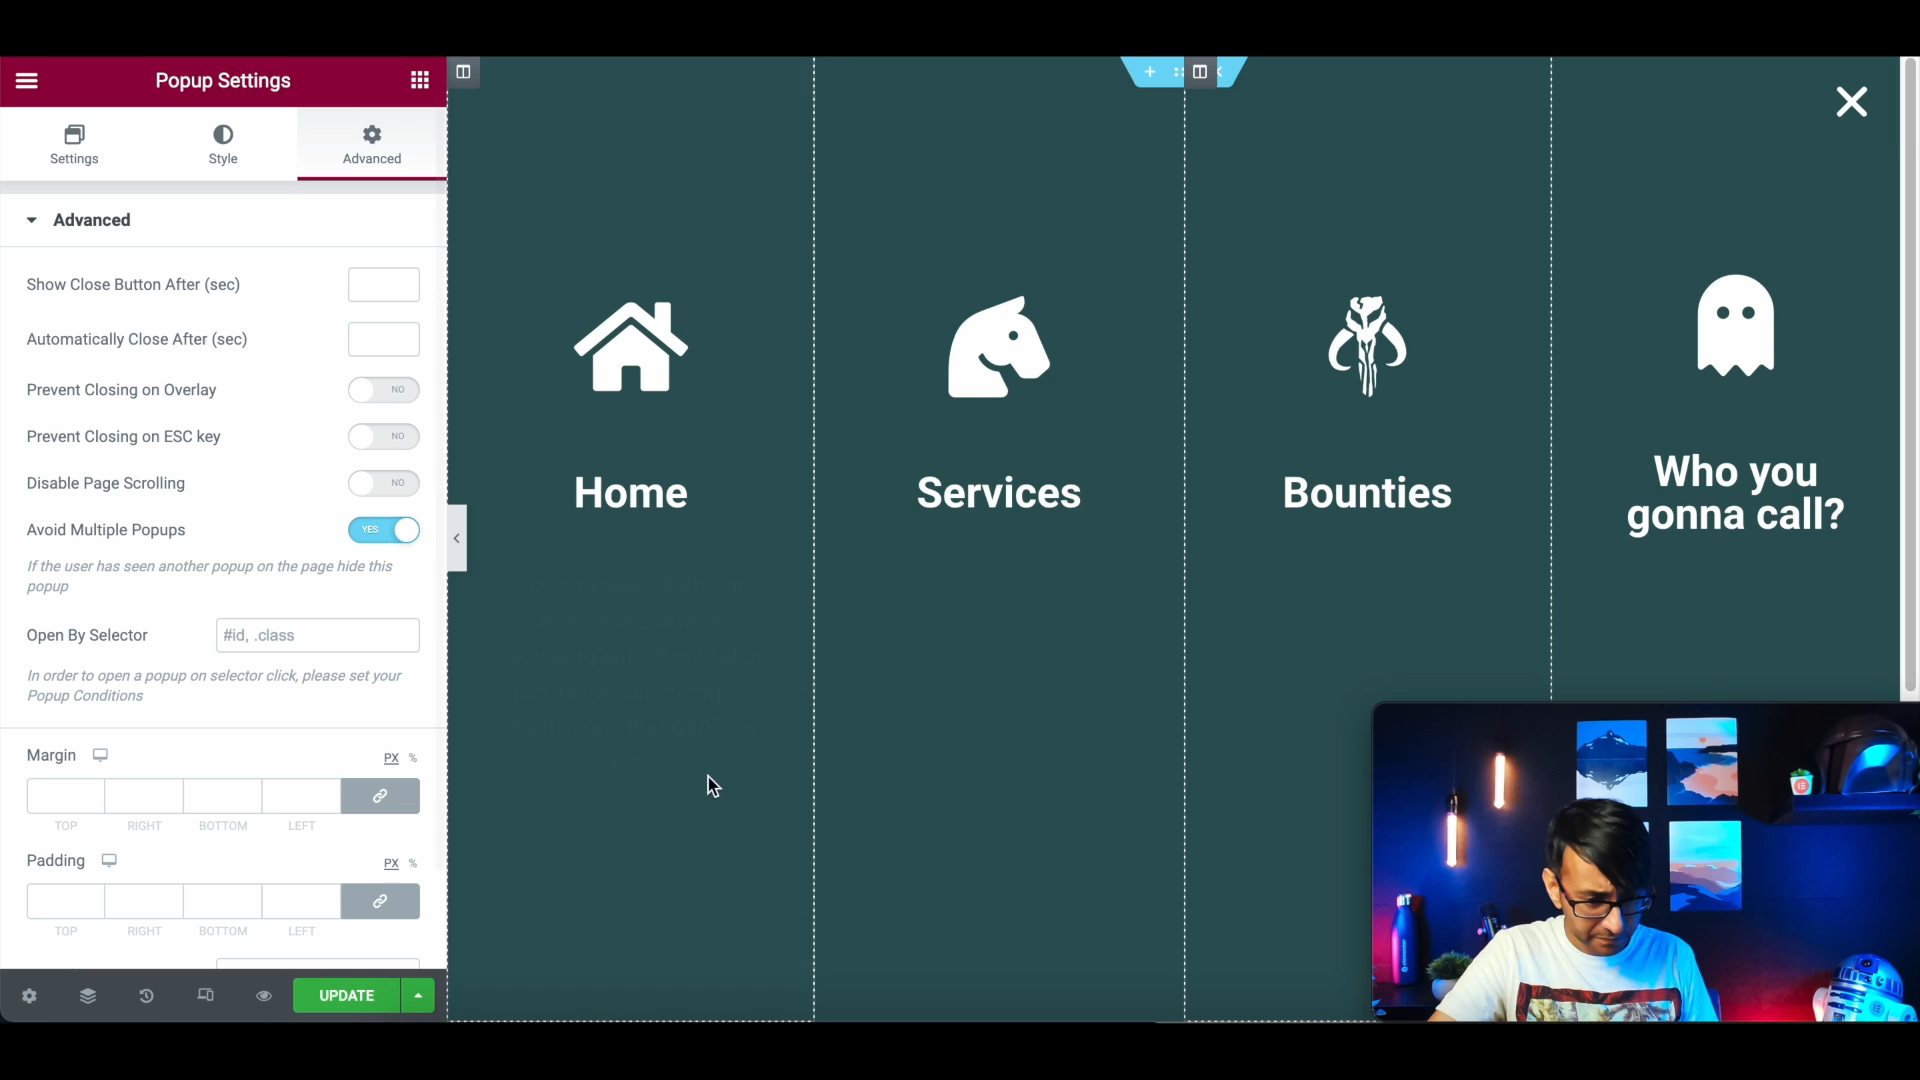 Popup Settings
Settings
Style
Advanced
Advanced
Show Close Button After (sec)
Automatically Close After (sec)
Prevent Closing on Overlay
NO
Prevent Closing on ESC key
NO
Disable Page Scrolling
NO
Avoid Multiple Popups
YES
If the user has seen another popup on the page hide this
popup
Open By Selector
#id, .class
In order to open a popup on selector click, please set your
Popup Conditions
Margin
PX %
TOP RIGHT BOTTOM LEFT
Padding
PX %
TOP RIGHT BOTTOM LEFT
UPDATE
Home
Services
Bounties
Who you
gonna call?